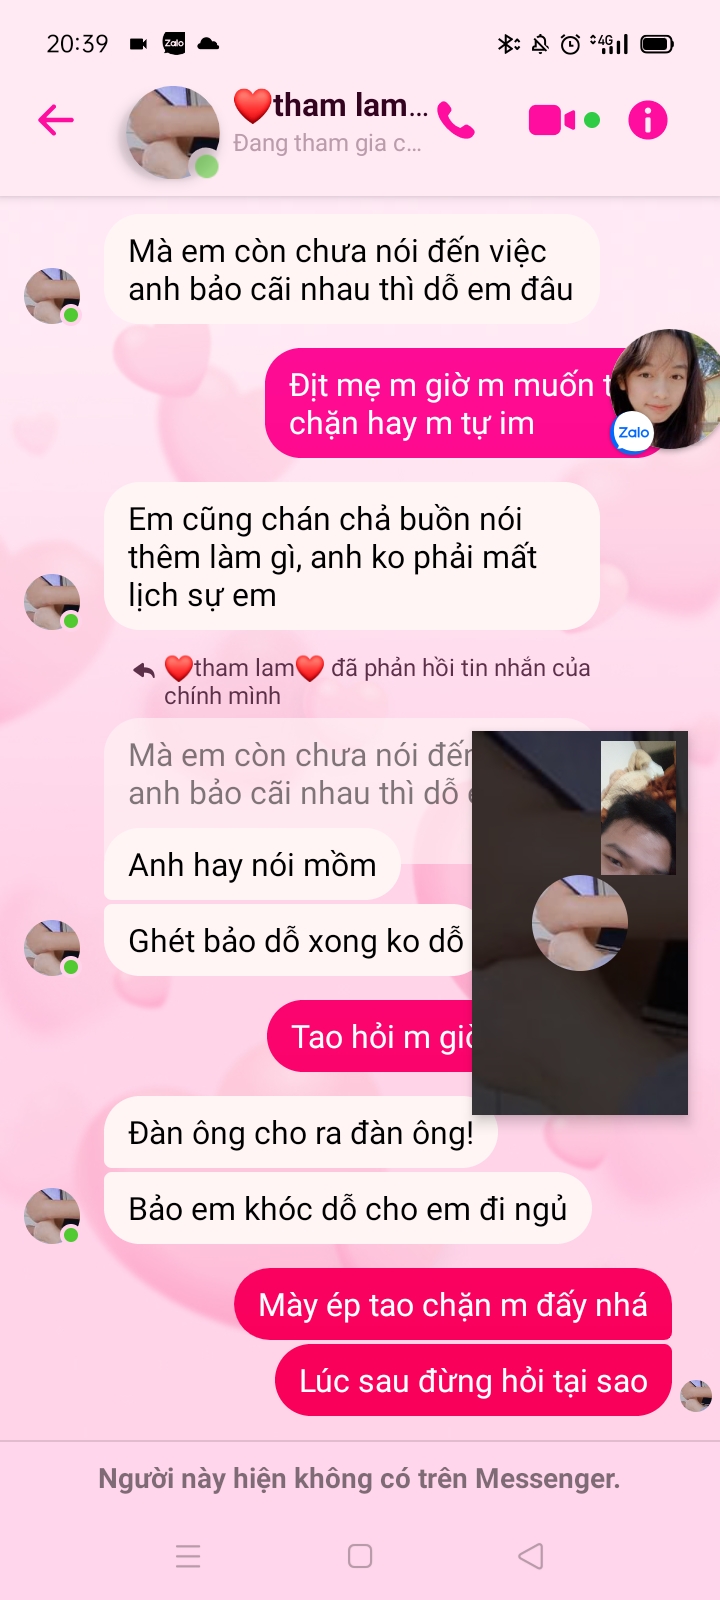 20:39
Zalo
4G
❤️tham lam...
Đang tham gia c...
Mà em còn chưa nói đến việc
anh bảo cãi nhau thì dỗ em đâu
Địt mẹ m giờ m muốn t
chặn hay m tự im
Zalo
Em cũng chán chả buồn nói
thêm làm gì, anh ko phải mất
lịch sự em
❤️tham lam❤️ đã phản hồi tin nhắn của
chính mình
Mà em còn chưa nói đến
anh bảo cãi nhau thì dỗ
Anh hay nói mồm
Ghét bảo dỗ xong ko dỗ
Tao hỏi m giờ
Đàn ông cho ra đàn ông!
Bảo em khóc dỗ cho em đi ngủ
Mày ép tao chặn m đấy nhá
Lúc sau đừng hỏi tại sao
Người này hiện không có trên Messenger.